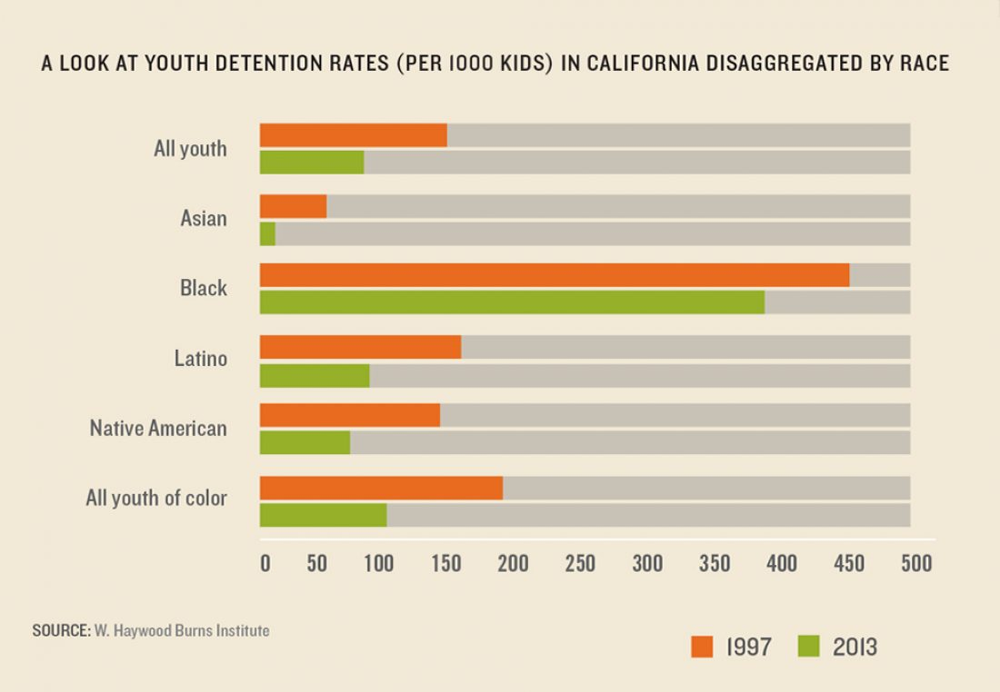 A LOOK AT YOUTH DETENTION RATES (PER 1000 KIDS) IN CALIFORNIA DISAGGREGATED BY RACE
All youth
Asian
Black
Latino
Native American
All youth of color
0 50 100 150 200 250 300 350 400 450 500
SOURCE: W. Haywood Burns Institute
1997 2013